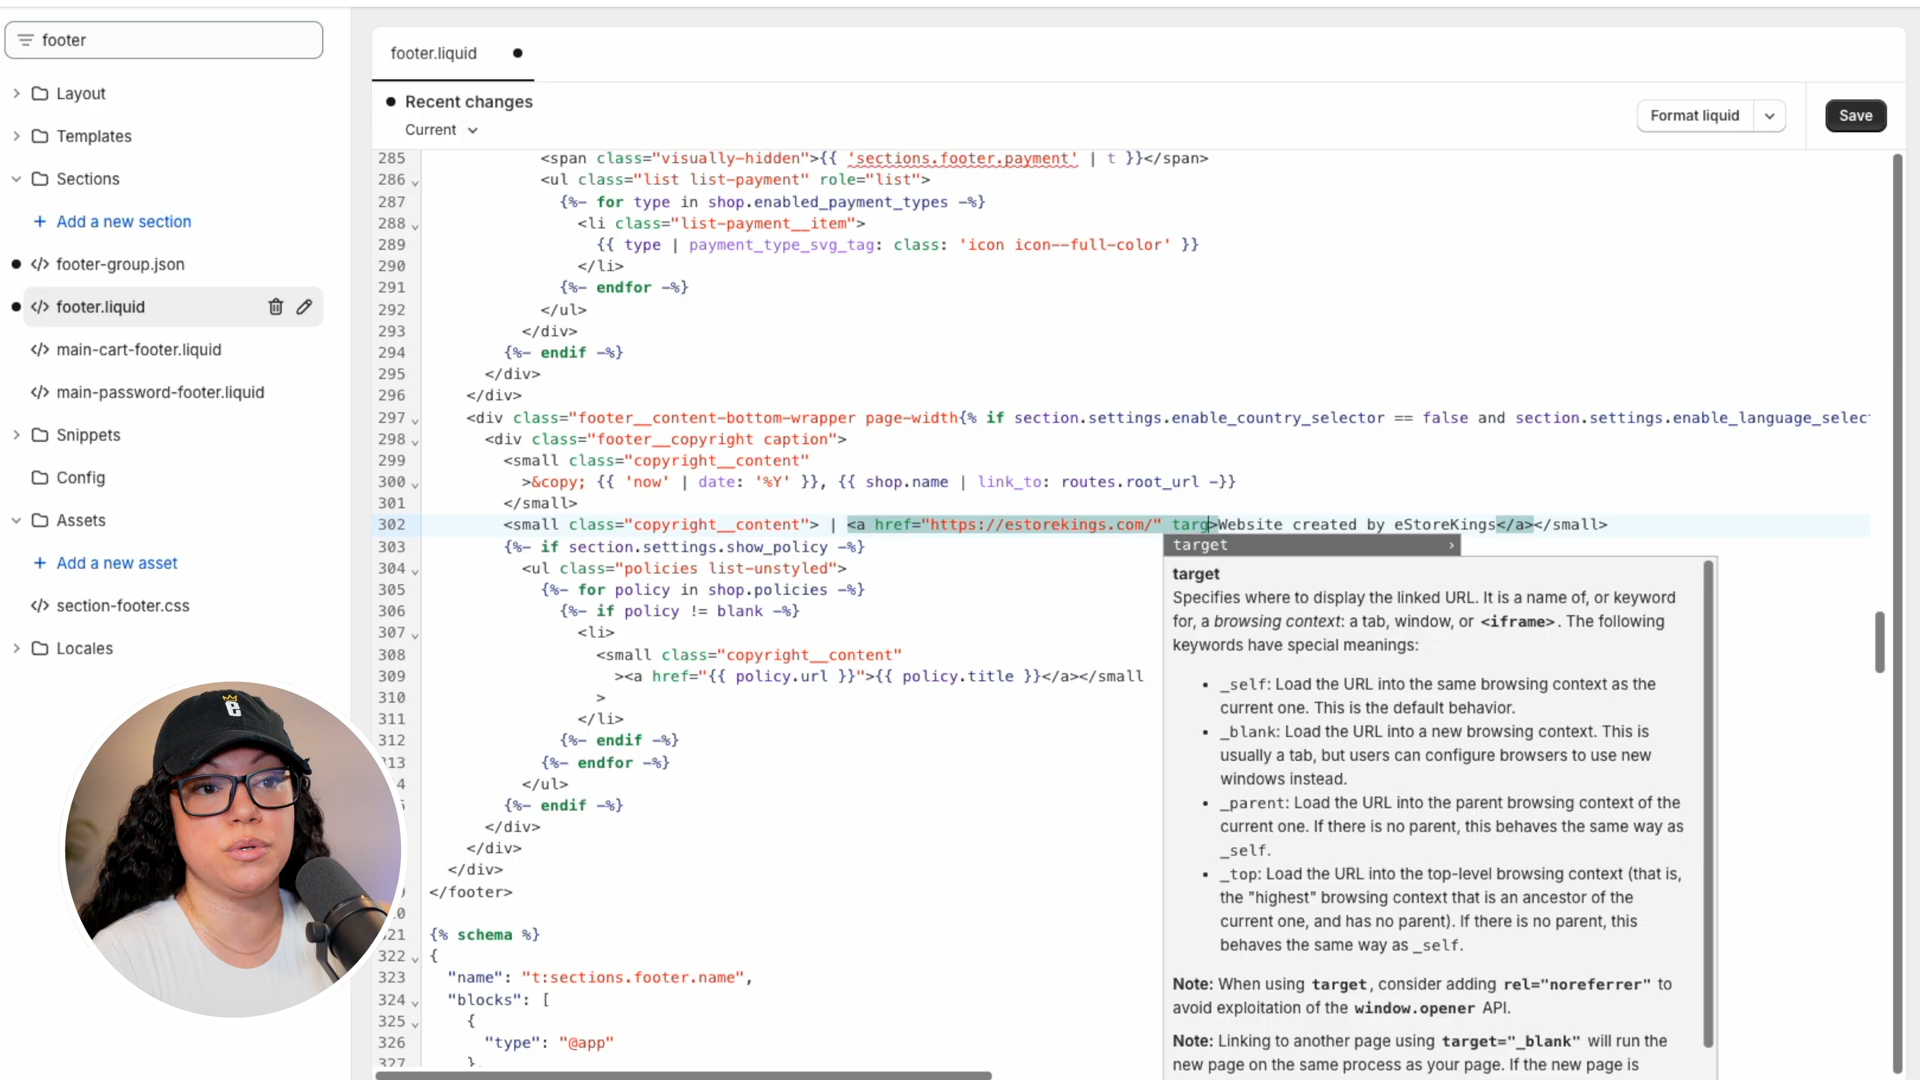 footer
Layout
Templates
Sections
+ Add a new section
</> footer-group.json
</> footer.liquid
</> main-cart-footer.liquid
</> main-password-footer.liquid
Snippets
Config
Assets
+ Add a new asset
</> section-footer.css
Locales
footer.liquid
Recent changes
Current
Format liquid
Save
285 <span class="visually-hidden">{{ 'sections.footer.payment' | t }}</span>
286 <ul class="list list-payment" role="list">
287 {%- for type in shop.enabled_payment_types -%}
288 <li class="list-payment__item">
289 {{ type | payment_type_svg_tag: class: 'icon icon--full-color' }}
290 </li>
291 {%- endfor -%}
292 </ul>
293 </div>
294 {%- endif -%}
295 </div>
296 </div>
297 <div class="footer__content-bottom-wrapper page-width{% if section.settings.enable_country_selector == false and section.settings.enable_language_selec
298 <div class="footer__copyright caption">
299 <small class="copyright__content"
300 >&copy; {{ 'now' | date: '%Y' }}, {{ shop.name | link_to: routes.root_url -}}
301 </small>
302 <small class="copyright__content"> | <a href="https://estorekings.com/" targ>Website created by eStoreKings</a></small>
303 {%- if section.settings.show_policy -%}
304 <ul class="policies list-unstyled">
305 {%- for policy in shop.policies -%}
306 {%- if policy != blank -%}
307 <li>
308 <small class="copyright__content"
309 ><a href="{{ policy.url }}">{{ policy.title }}</a></small
310 >
311 </li>
312 {%- endif -%}
313 {%- endfor -%}
4 </ul>
{%- endif -%}
</div>
</div>
</div>
</footer>
20
321 {% schema %}
322 {
323 "name": "t:sections.footer.name",
324 "blocks": [
325 {
326 "type": "@app"
327 },
target
target
Specifies where to display the linked URL. It is a name of, or keyword
for, a browsing context: a tab, window, or <iframe>. The following
keywords have special meanings:
• _self: Load the URL into the same browsing context as the
current one. This is the default behavior.
• _blank: Load the URL into a new browsing context. This is
usually a tab, but users can configure browsers to use new
windows instead.
• _parent: Load the URL into the parent browsing context of the
current one. If there is no parent, this behaves the same way as
_self.
• _top: Load the URL into the top-level browsing context (that is,
the "highest" browsing context that is an ancestor of the
current one, and has no parent). If there is no parent, this
behaves the same way as _self.
Note: When using target, consider adding rel="noreferrer" to
avoid exploitation of the window.opener API.
Note: Linking to another page using target="_blank" will run the
new page on the same process as your page. If the new page is